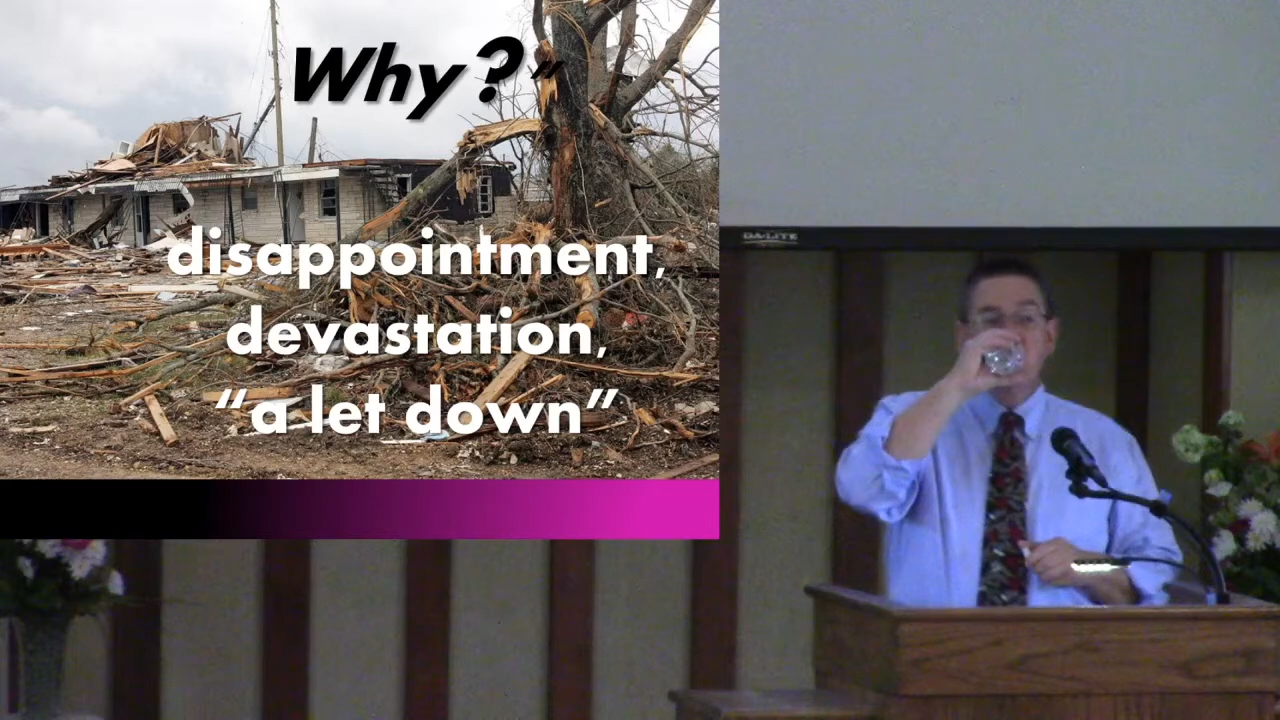 Why?”
disappointment,
devastation,
“a let down”
DA-LITE